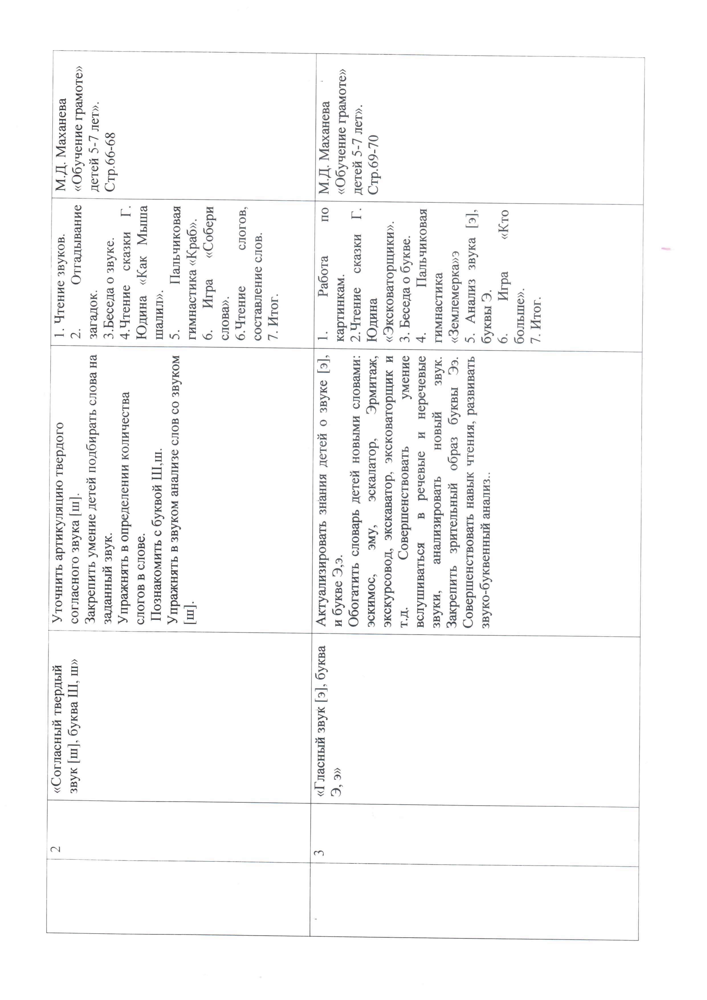 2
«Согласный твердый
звук [ш], буква Ш, ш»
Уточнить артикуляцию твердого
согласного звука [ш].
Закрепить умение детей подбирать слова на
заданный звук.
Упражнять в определении количества
слогов в слове.
Познакомить с буквой Ш,ш.
Упражнять в звуком анализе слов со звуком
[ш].
1. Чтение звуков.
2. Отгадывание
загадок.
3.Беседа о звуке.
4.Чтение сказки Г.
Юдина «Как Мыша
шалил».
5. Пальчиковая
гимнастика «Краб».
6. Игра «Собери
слова».
6.Чтение слогов,
составление слов.
7. Итог.
М.Д. Маханева
«Обучение грамоте»
детей 5-7 лет».
Стр.66-68
3
«Гласный звук [э], буква
Э, э»
Актуализировать знания детей о звуке [э],
и букве Э,э.
Обогатить словарь детей новыми словами:
эскимос, эму, эскалатор, Эрмитаж,
экскурсовод, экскаватор, эксковаторщик и
т.д. Совершенствовать умение
вслушиваться в речевые и неречевые
звуки, анализировать новый звук.
Закрепить зрительный образ буквы Ээ.
Совершенствовать навык чтения, развивать
звуко-буквенный анализ..
1. Работа по
картинкам.
2.Чтение сказки Г.
Юдина
«Эксковаторщики».
3. Беседа о букве.
4. Пальчиковая
гимнастика
«Землемерка»э
5. Анализ звука [э],
буквы Э.
6. Игра «Кто
больше».
7. Итог.
М.Д. Маханева
«Обучение грамоте»
детей 5-7 лет».
Стр.69-70